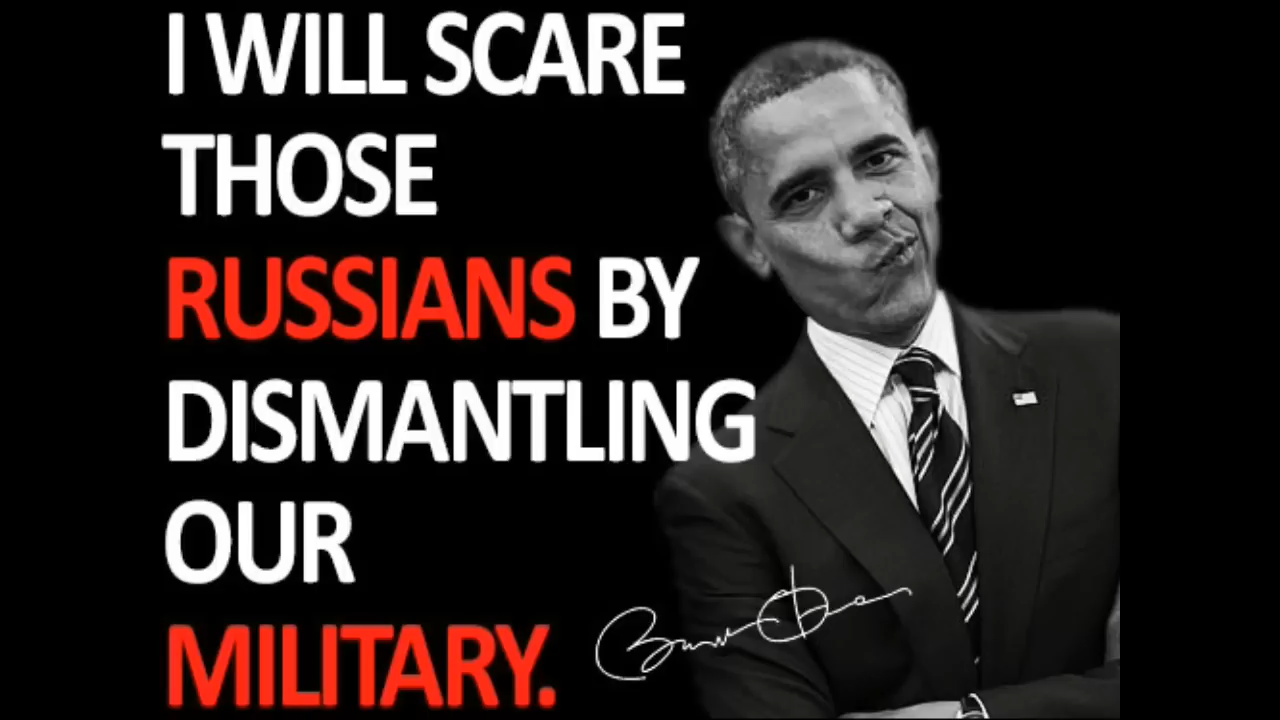 I WILL SCARE
THOSE
RUSSIANS BY
DISMANTLING
OUR
MILITARY.